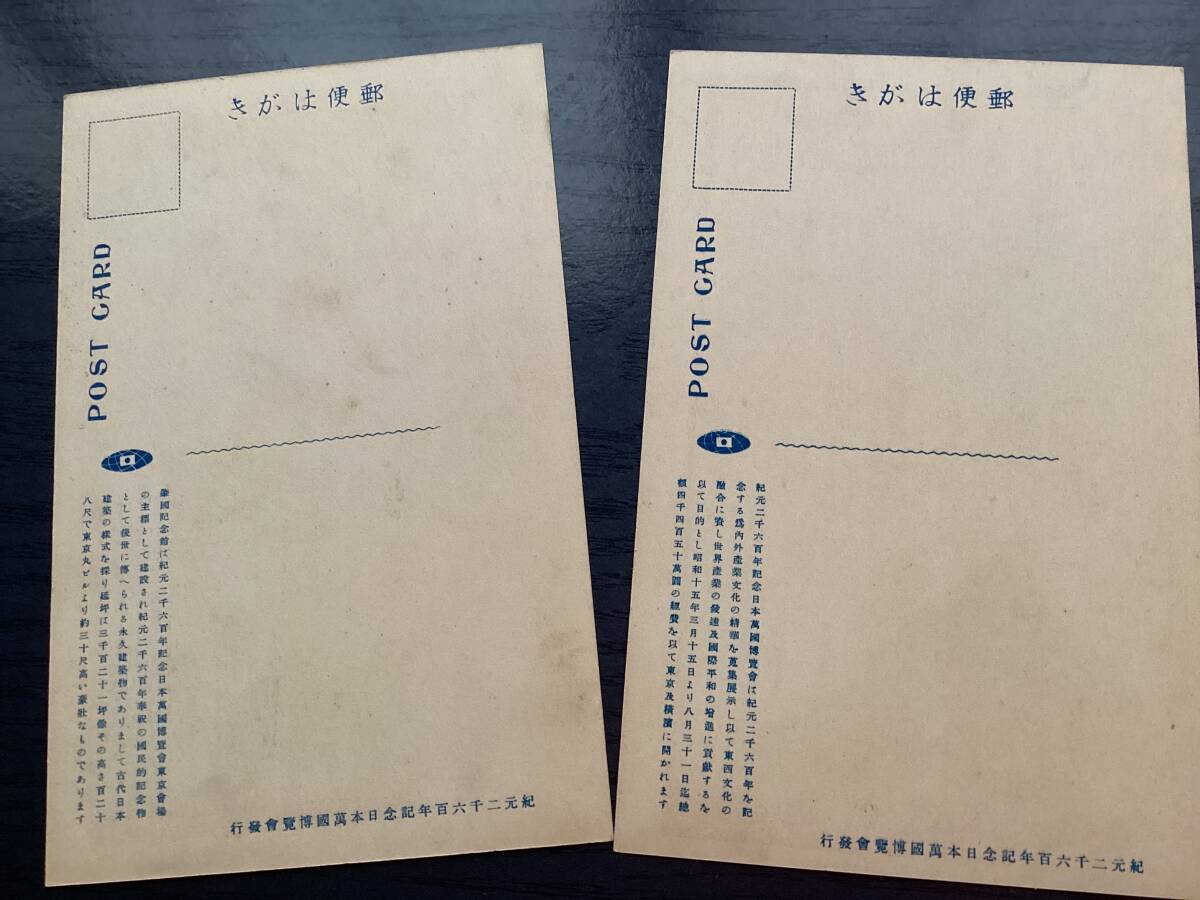 郵便はがき
POST CARD
肇國記念館は紀元二千六百年記念日本萬國博覽會東京會場
の主標として建設され紀元二千六百年奉祝の國民的記念物
として後世に傳へられる永久建築物でありまして古代日本
建築の樣式を採り延坪は三千百二十一坪餘その高さ百二十
八尺で東京丸ビルより約三十尺高い豪壯なものであります
紀元二千六百年記念日本萬國博覽會發行
郵便はがき
POST CARD
紀元二千六百年記念日本萬國博覽會は紀元二千六百年を記
念する爲內外產業文化の精華を蒐集展示し以て東西文化の
融合に資し世界產業の發達及國際平和の增進に貢獻するを
以て目的とし昭和十五年三月十五日より八月三十一日迄總
額四千四百五十萬圓の經費を以て東京及橫濱に開かれます
紀元二千六百年記念日本萬國博覽會發行